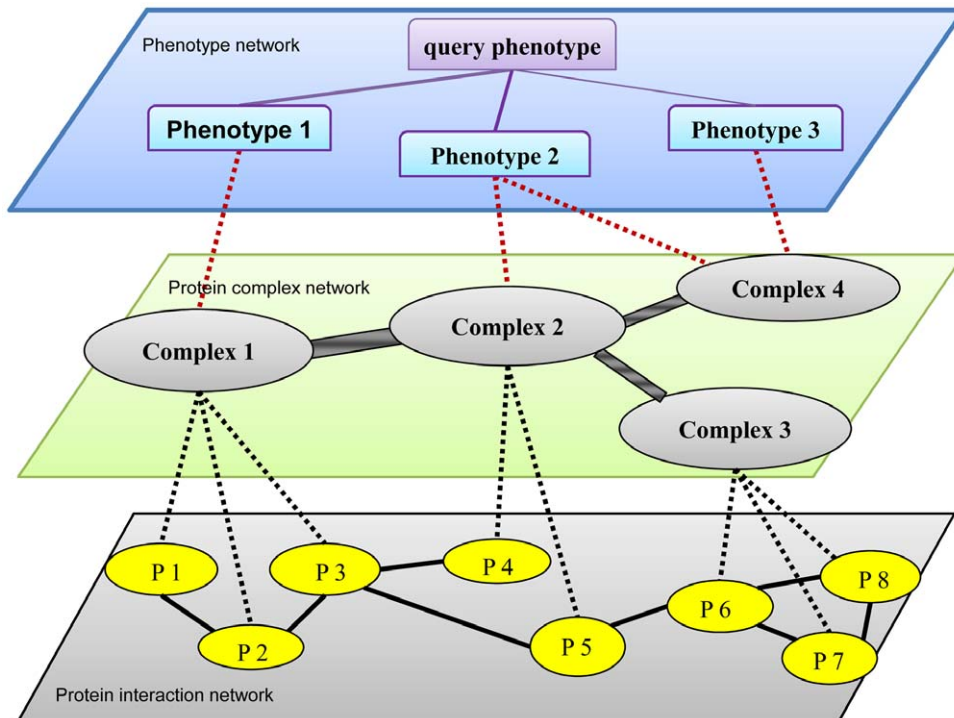 Phenotype network
query phenotype
Phenotype 1
Phenotype 2
Phenotype 3
Protein complex network
Complex 1
Complex 2
Complex 4
Complex 3
P 1
P 2
P 3
P 4
P 5
P 6
P 8
P 7
Protein interaction network